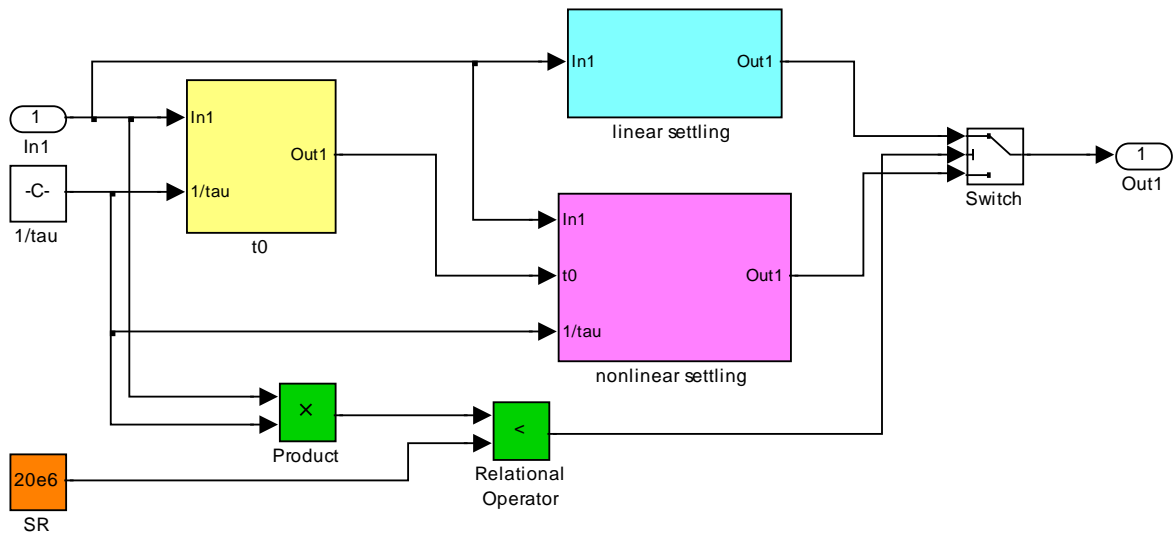 In1
Out1
linear settling
1
In1
In1
Out1
1/tau
t0
-C-
1/tau
In1
t0
Out1
1/tau
nonlinear settling
Switch
1
Out1
×
Product
<
Relational
Operator
20e6
SR